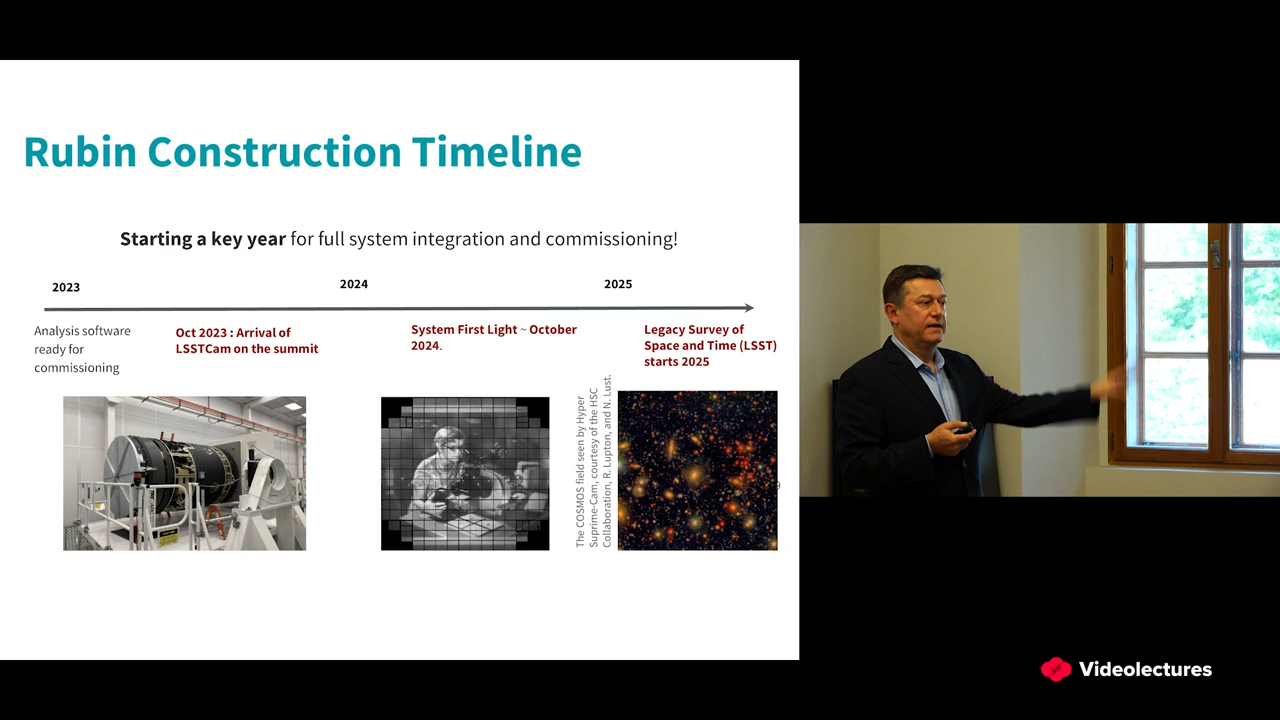 Rubin Construction Timeline
Starting a key year for full system integration and commissioning!
2023
2024
2025
Analysis software
ready for
commissioning
Oct 2023 : Arrival of
LSSTCam on the summit
System First Light ~ October
2024.
Legacy Survey of
Space and Time (LSST)
starts 2025
The COSMOS field seen by Hyper
Suprime-Cam, courtesy of the HSC
Collaboration, R. Lupton, and N. Lust.
9
Videolectures